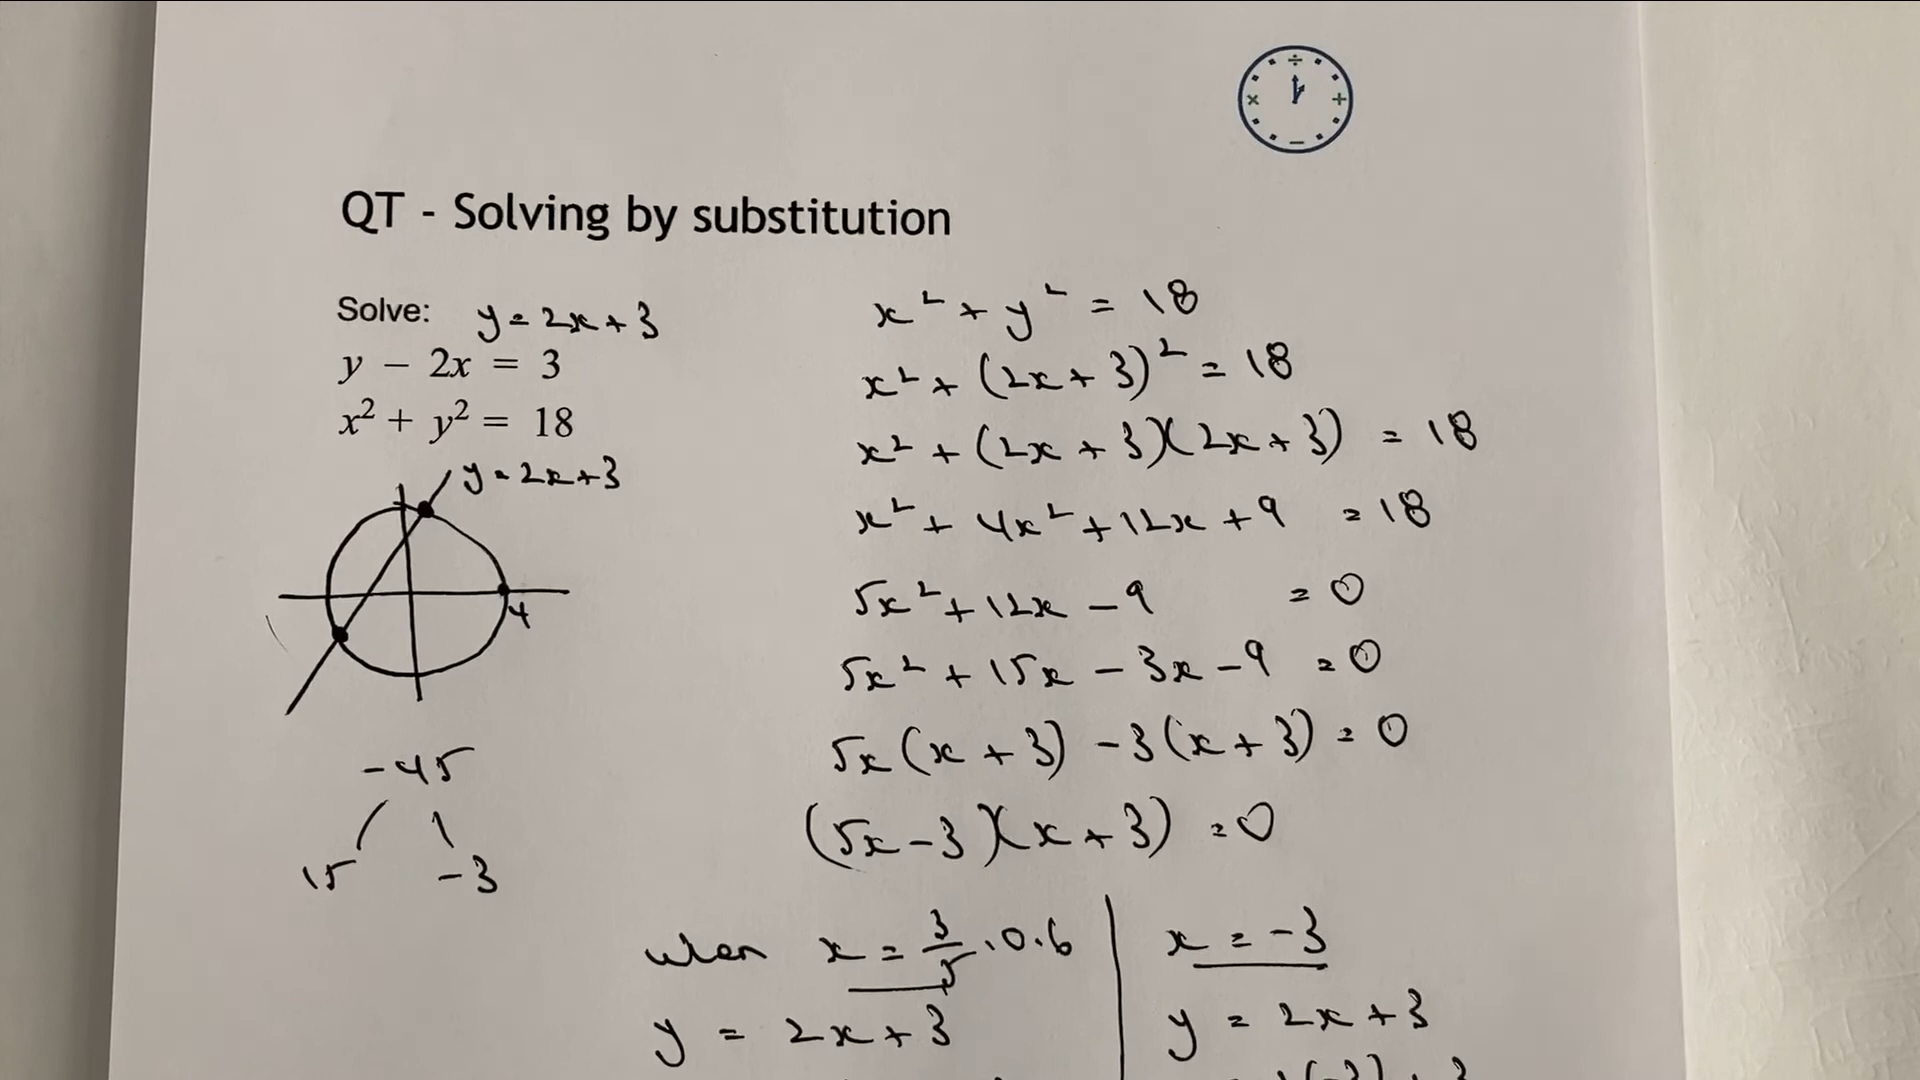 QT - Solving by substitution
Solve: y = 2x + 3
y − 2x = 3
x² + y² = 18
y = 2x + 3
4
-45
15 -3
x² + y² = 18
x² + (2x + 3)² = 18
x² + (2x + 3)(2x + 3) = 18
x² + 4x² + 12x + 9 = 18
5x² + 12x - 9 = 0
5x² + 15x - 3x - 9 = 0
5x(x + 3) - 3(x + 3) = 0
(5x - 3)(x + 3) = 0
when x = 3/5 . 0.6
y = 2x + 3
x = -3
y = 2x + 3